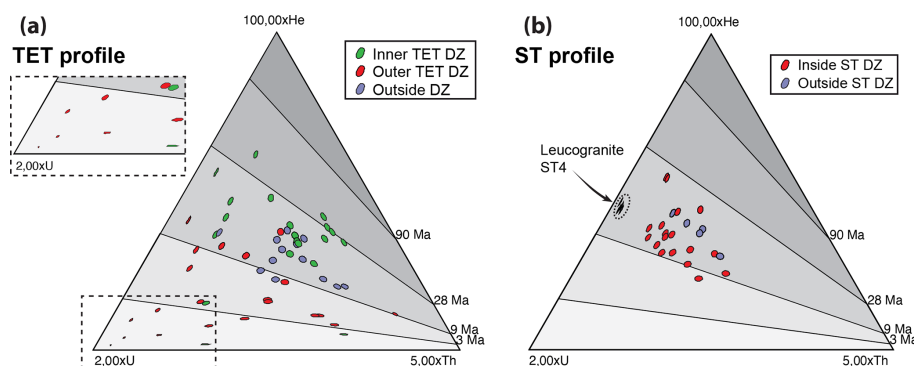 (a)
TET profile
100,00xHe
Inner TET DZ
Outer TET DZ
Outside DZ
2,00xU
90 Ma
28 Ma
9 Ma
3 Ma
2,00xU
5,00xTh
(b)
ST profile
100,00xHe
Inside ST DZ
Outside ST DZ
Leucogranite
ST4
90 Ma
28 Ma
9 Ma
3 Ma
2,00xU
5,00xTh